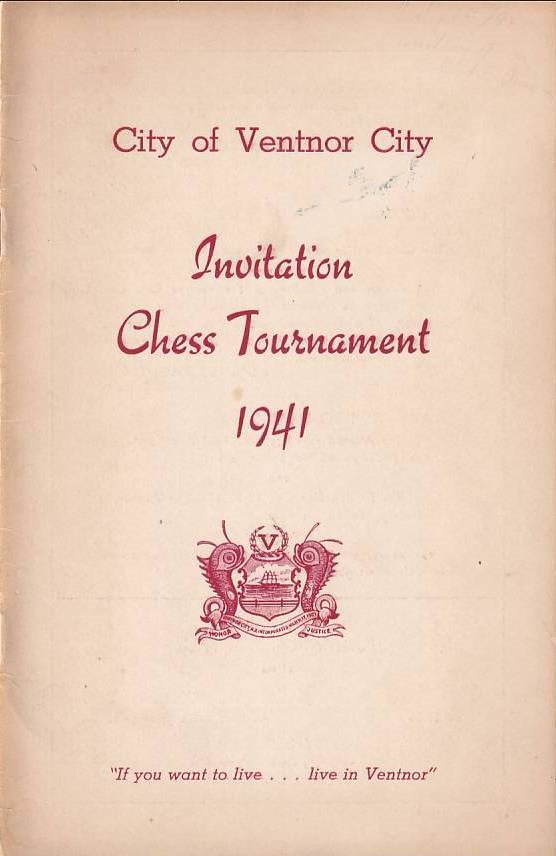 City of Ventnor City
Invitation
Chess Tournament
1941
V
HONOR
JUSTICE
"If you want to live . . . live in Ventnor"